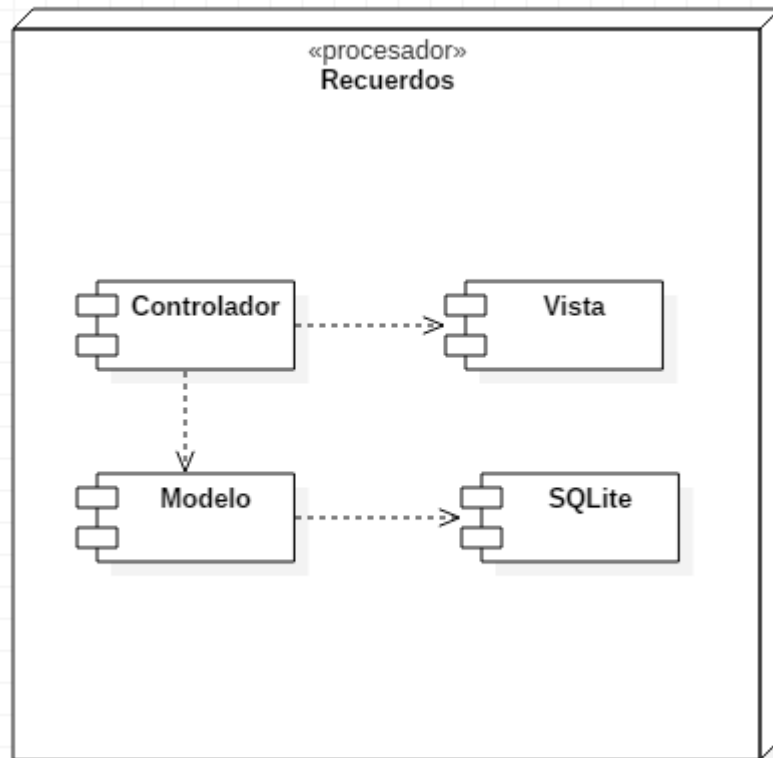 «procesador»
Recuerdos
Controlador
Vista
Modelo
SQLite